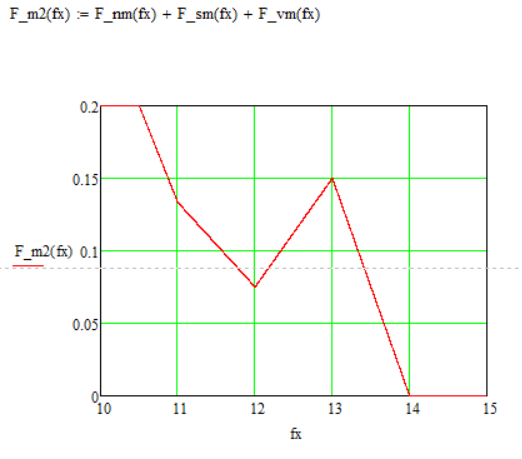 F_m2(fx) := F_nm(fx) + F_sm(fx) + F_vm(fx)
0.2
0.15
F_m2(fx) 0.1
0.05
0
10 11 12 13 14 15
fx